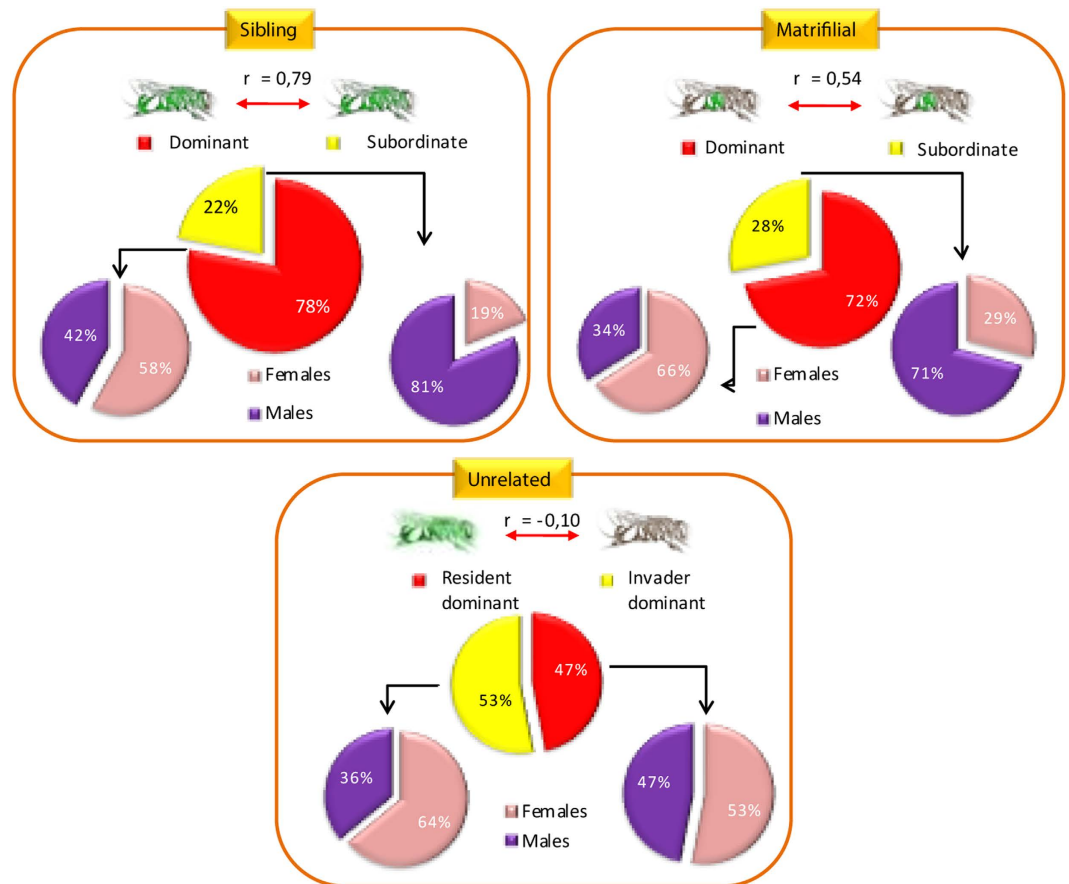 Sibling
r = 0,79
Dominant
Subordinate
22%
78%
42%
58%
19%
81%
Females
Males
Matrifilial
r = 0,54
Dominant
Subordinate
28%
72%
34%
66%
29%
71%
Females
Males
Unrelated
r = -0,10
Resident
dominant
Invader
dominant
47%
53%
36%
64%
47%
53%
Females
Males